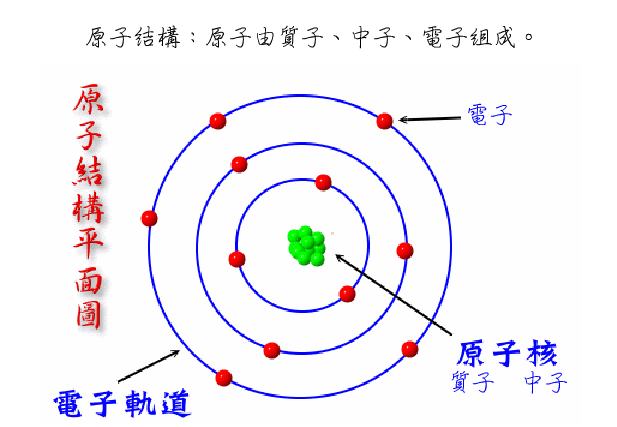 原子結構：原子由質子、中子、電子組成。
原子結構平面圖
電子
原子核
質子　中子
電子軌道